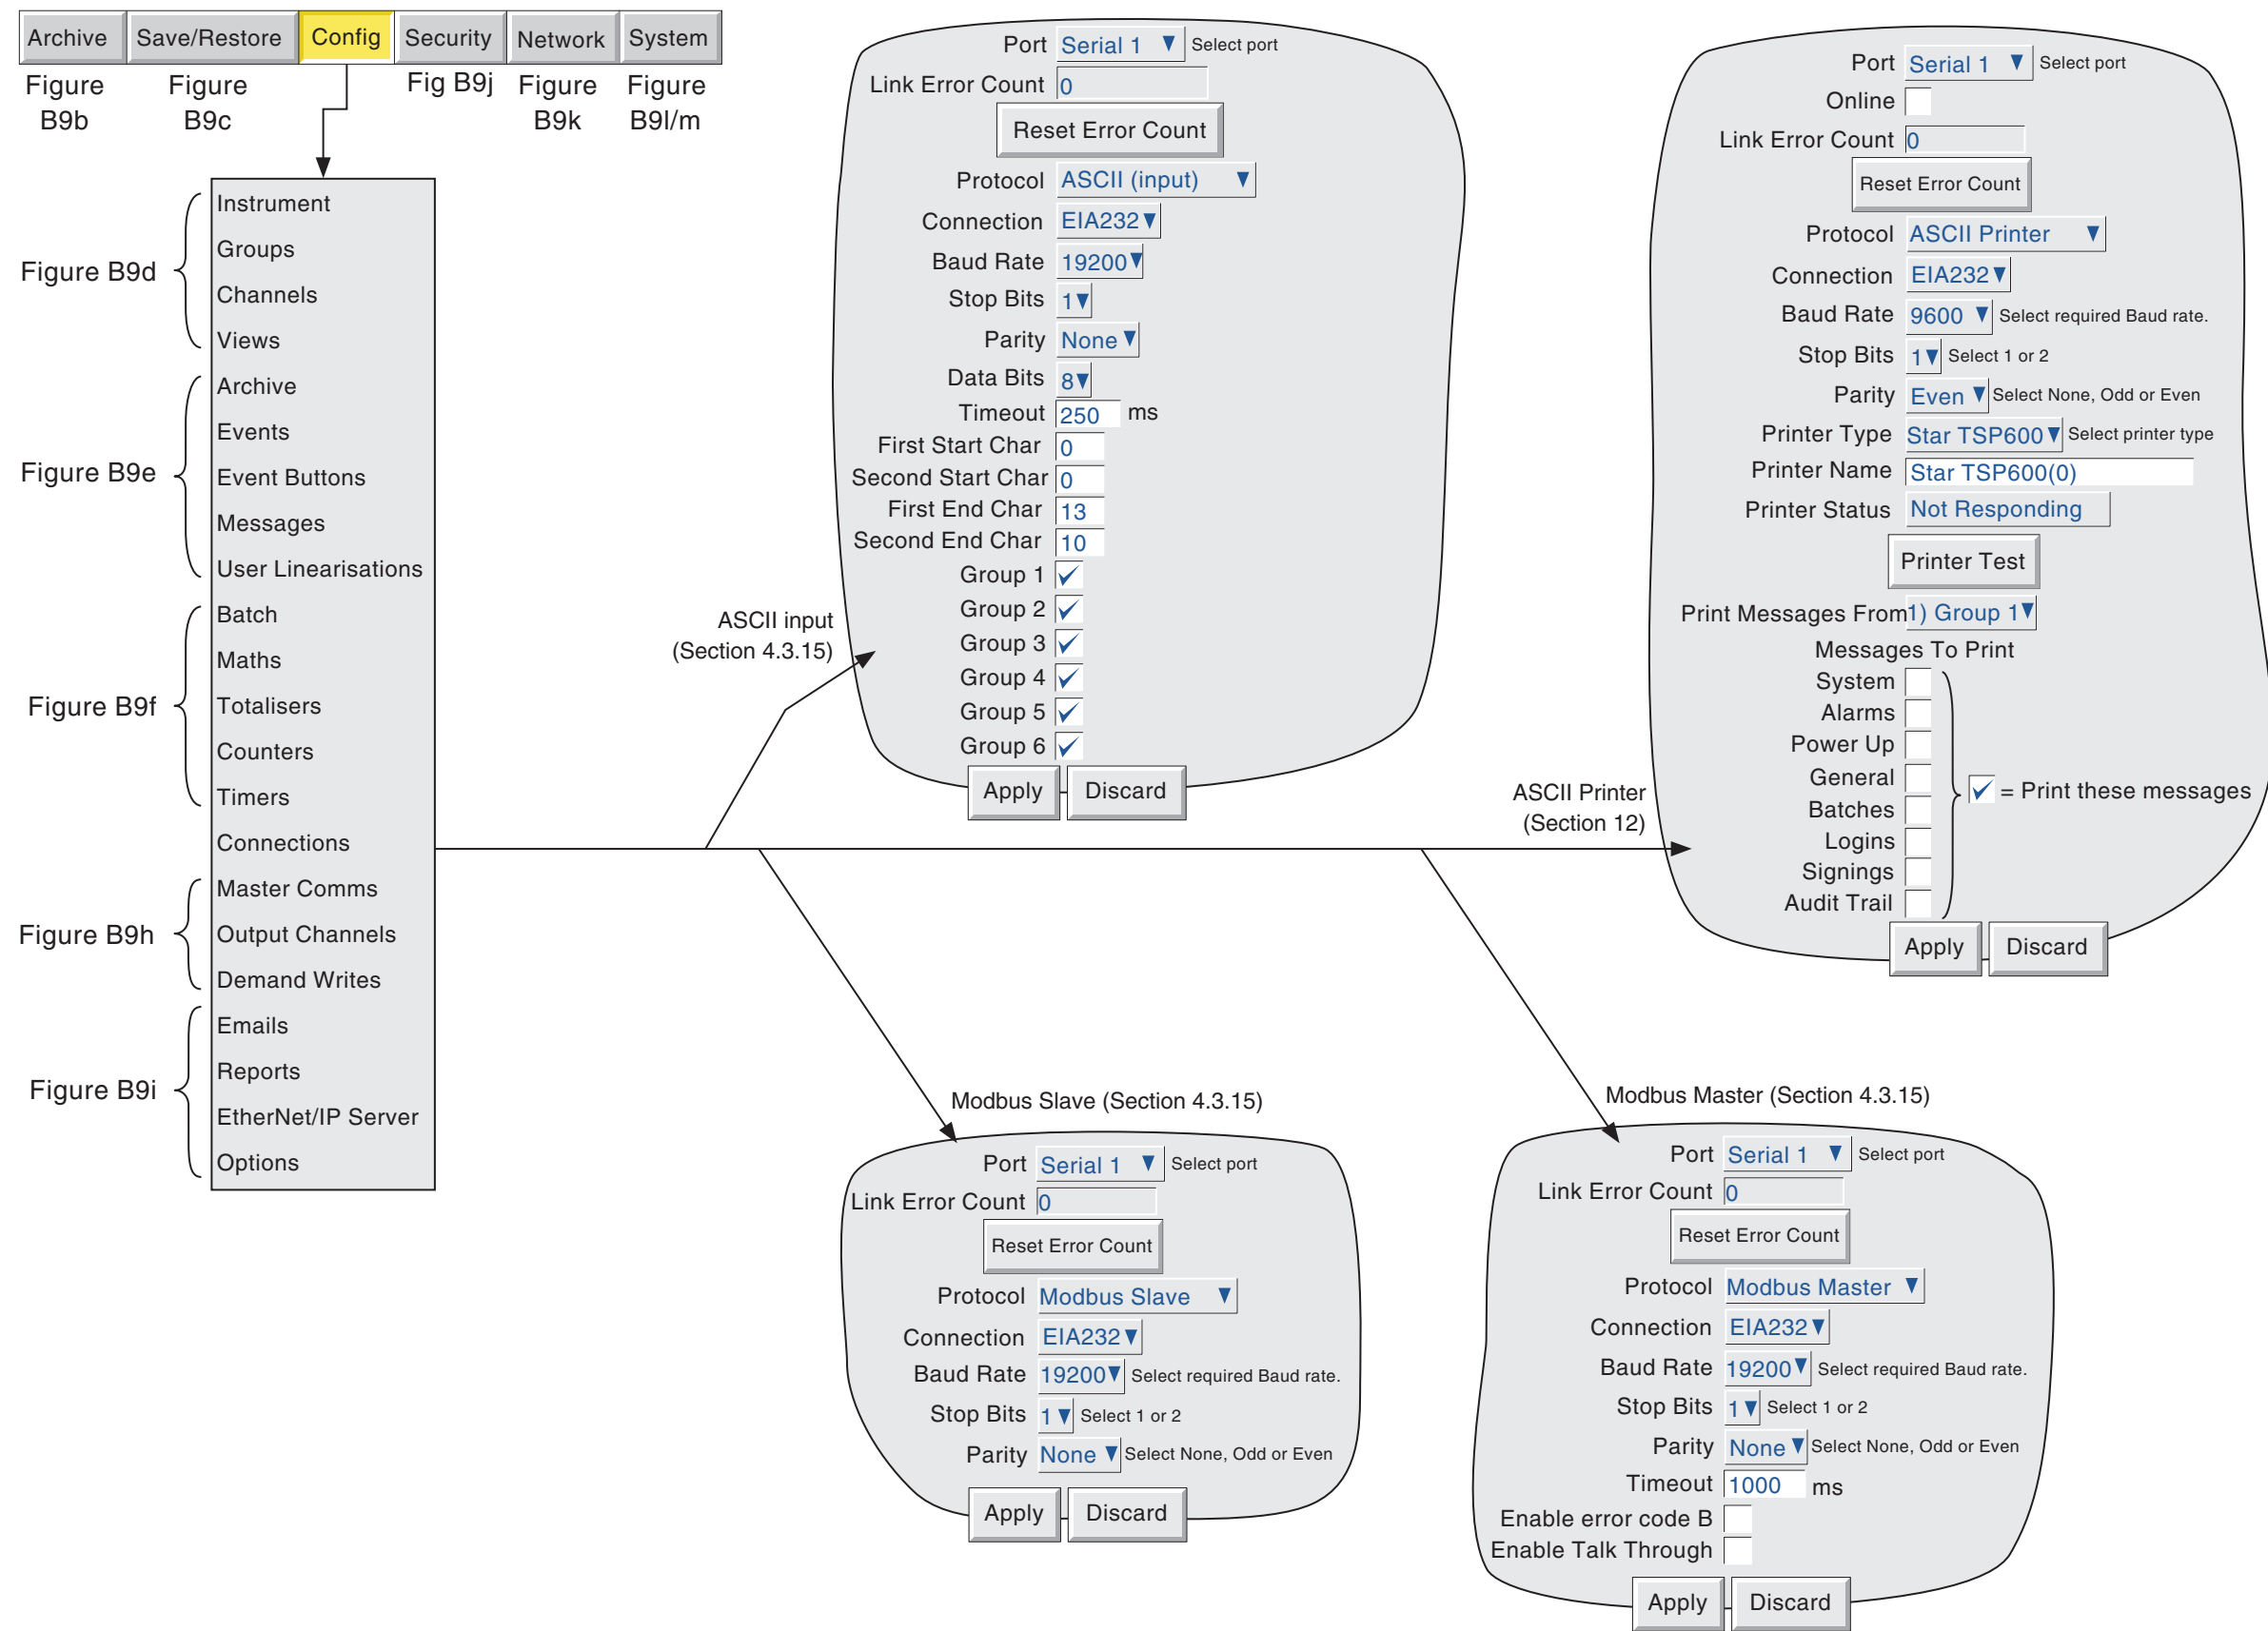 Archive Save/Restore Config Security Network System
Figure B9b
Figure B9c
Fig B9j
Figure B9k
Figure B9l/m
Figure B9d
Instrument
Groups
Channels
Views
Figure B9e
Archive
Events
Event Buttons
Messages
User Linearisations
Figure B9f
Batch
Maths
Totalisers
Counters
Timers
Connections
Figure B9h
Master Comms
Output Channels
Demand Writes
Figure B9i
Emails
Reports
EtherNet/IP Server
Options
ASCII input
(Section 4.3.15)
Port Serial 1 Select port
Link Error Count 0
Reset Error Count
Protocol ASCII (input)
Connection EIA232
Baud Rate 19200
Stop Bits 1
Parity None
Data Bits 8
Timeout 250 ms
First Start Char 0
Second Start Char 0
First End Char 13
Second End Char 10
Group 1
Group 2
Group 3
Group 4
Group 5
Group 6
Apply Discard
ASCII Printer
(Section 12)
Port Serial 1 Select port
Online
Link Error Count 0
Reset Error Count
Protocol ASCII Printer
Connection EIA232
Baud Rate 9600 Select required Baud rate.
Stop Bits 1 Select 1 or 2
Parity Even Select None, Odd or Even
Printer Type Star TSP600 Select printer type
Printer Name Star TSP600(0)
Printer Status Not Responding
Printer Test
Print Messages From 1) Group 1
Messages To Print
System
Alarms
Power Up
General
= Print these messages
Batches
Logins
Signings
Audit Trail
Apply Discard
Modbus Slave (Section 4.3.15)
Port Serial 1 Select port
Link Error Count 0
Reset Error Count
Protocol Modbus Slave
Connection EIA232
Baud Rate 19200 Select required Baud rate.
Stop Bits 1 Select 1 or 2
Parity None Select None, Odd or Even
Apply Discard
Modbus Master (Section 4.3.15)
Port Serial 1 Select port
Link Error Count 0
Reset Error Count
Protocol Modbus Master
Connection EIA232
Baud Rate 19200 Select required Baud rate.
Stop Bits 1 Select 1 or 2
Parity None Select None, Odd or Even
Timeout 1000 ms
Enable error code B
Enable Talk Through
Apply Discard